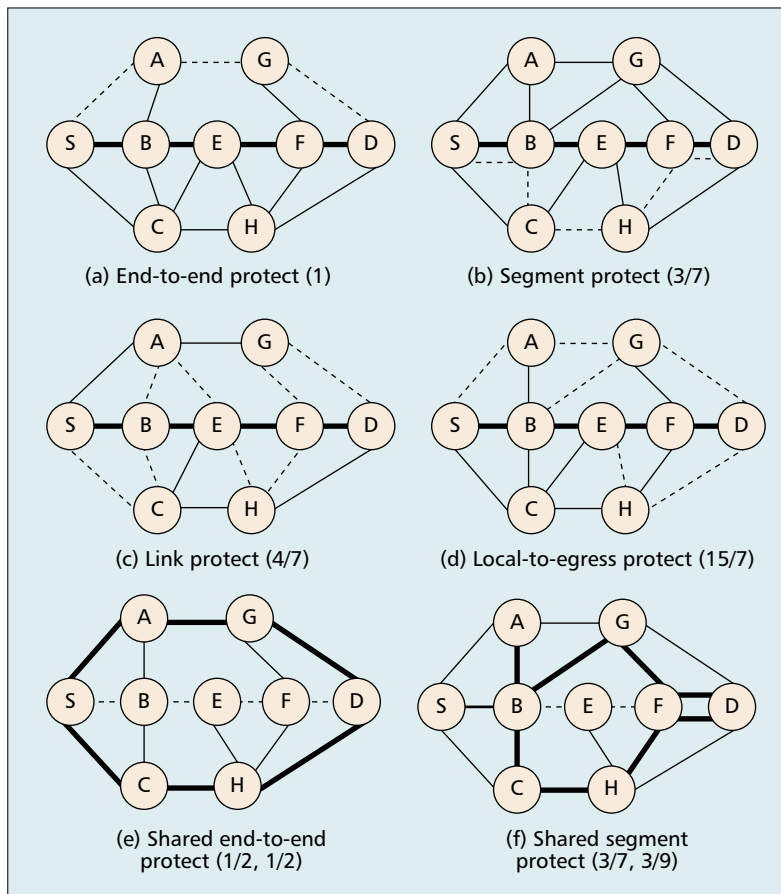 A G A G
S B E F D S B E F D
C H C H
(a) End-to-end protect (1) (b) Segment protect (3/7)
A G A G
S B E F D S B E F D
C H C H
(c) Link protect (4/7) (d) Local-to-egress protect (15/7)
A G A G
S B E F D S B E F D
C H C H
(e) Shared end-to-end (f) Shared segment
protect (1/2, 1/2) protect (3/7, 3/9)